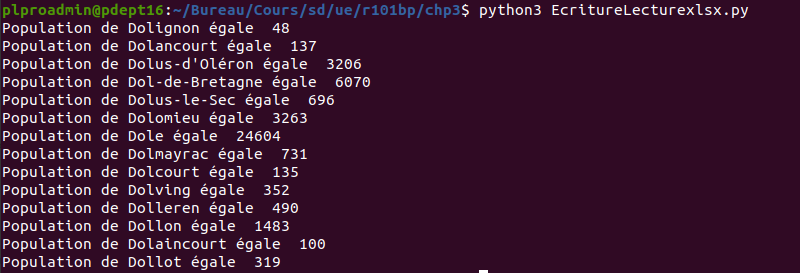 plproadmin@pdept16:~/Bureau/Cours/sd/ue/r101bp/chp3$ python3 EcritureLecturexlsx.py
Population de Dolignon égale  48
Population de Dolancourt égale  137
Population de Dolus-d'Oléron égale  3206
Population de Dol-de-Bretagne égale  6070
Population de Dolus-le-Sec égale  696
Population de Dolomieu égale  3263
Population de Dole égale  24604
Population de Dolmayrac égale  731
Population de Dolcourt égale  135
Population de Dolving égale  352
Population de Dolleren égale  490
Population de Dollon égale  1483
Population de Dolaincourt égale  100
Population de Dollot égale  319